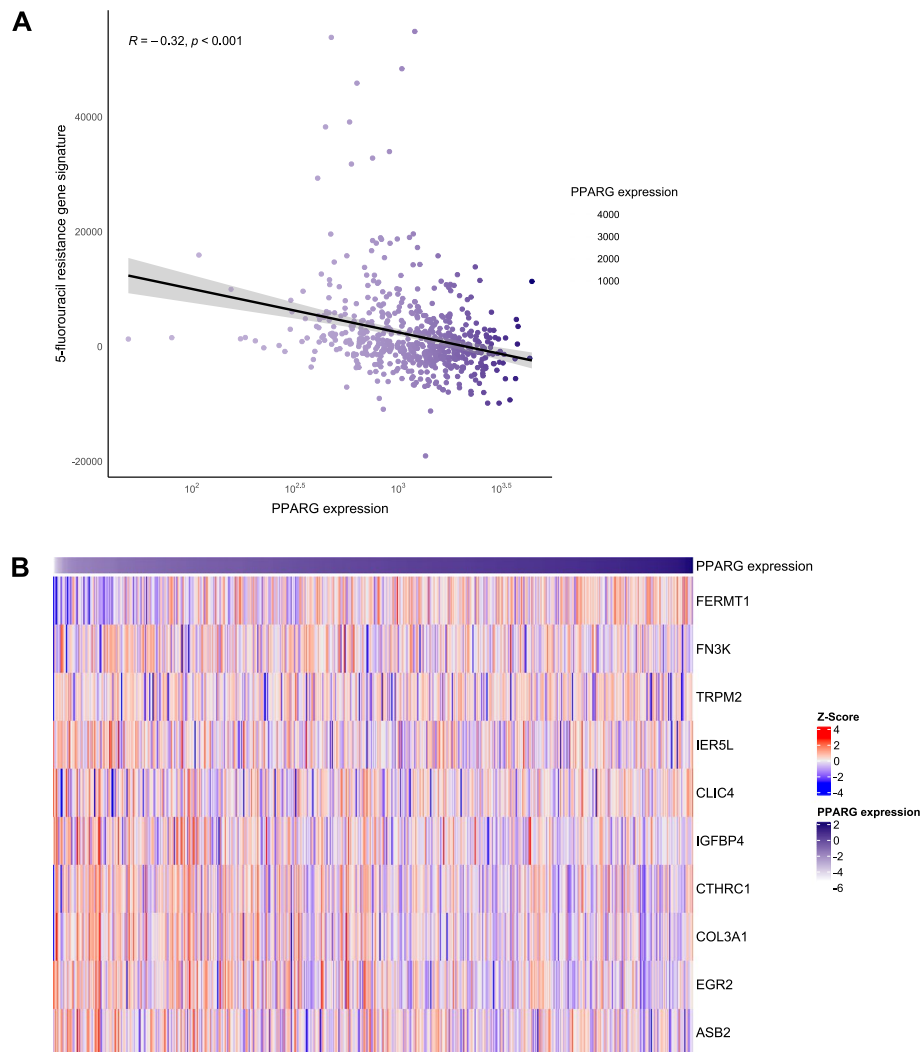 A
R = −0.32, p < 0.001
5-fluorouracil resistance gene signature
40000
20000
0
-20000
10^2
10^2.5
10^3
10^3.5
PPARG expression
PPARG expression
4000
3000
2000
1000
B
PPARG expression
FERMT1
FN3K
TRPM2
IER5L
CLIC4
IGFBP4
CTHRC1
COL3A1
EGR2
ASB2
Z-Score
4
2
0
−2
−4
PPARG expression
2
0
−2
−4
−6